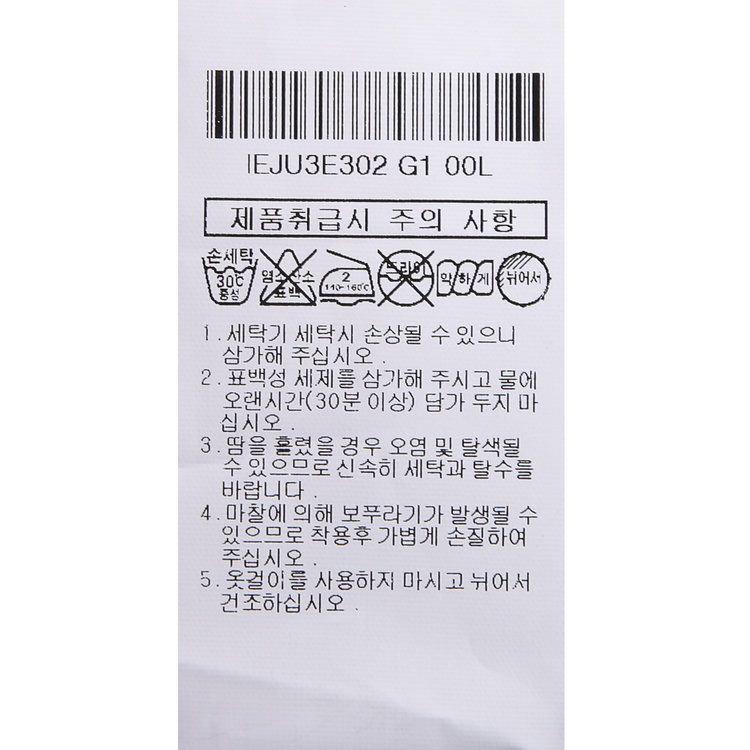 IEJU3E302 G1 00L
제품취급시 주의 사항
손세탁 염소산소 2 드라이 약하게 뉘어서
30℃ 중성 표백 140~160℃
1. 세탁기 세탁시 손상될 수 있으니
삼가해 주십시오.
2. 표백성 세제를 삼가해 주시고 물에
오랜시간(30분 이상) 담가 두지 마
십시오.
3. 땀을 흘렸을 경우 오염 및 탈색될
수 있으므로 신속히 세탁과 탈수를
바랍니다.
4. 마찰에 의해 보푸라기가 발생될 수
있으므로 착용후 가볍게 손질하여
주십시오.
5. 옷걸이를 사용하지 마시고 뉘어서
건조하십시오.